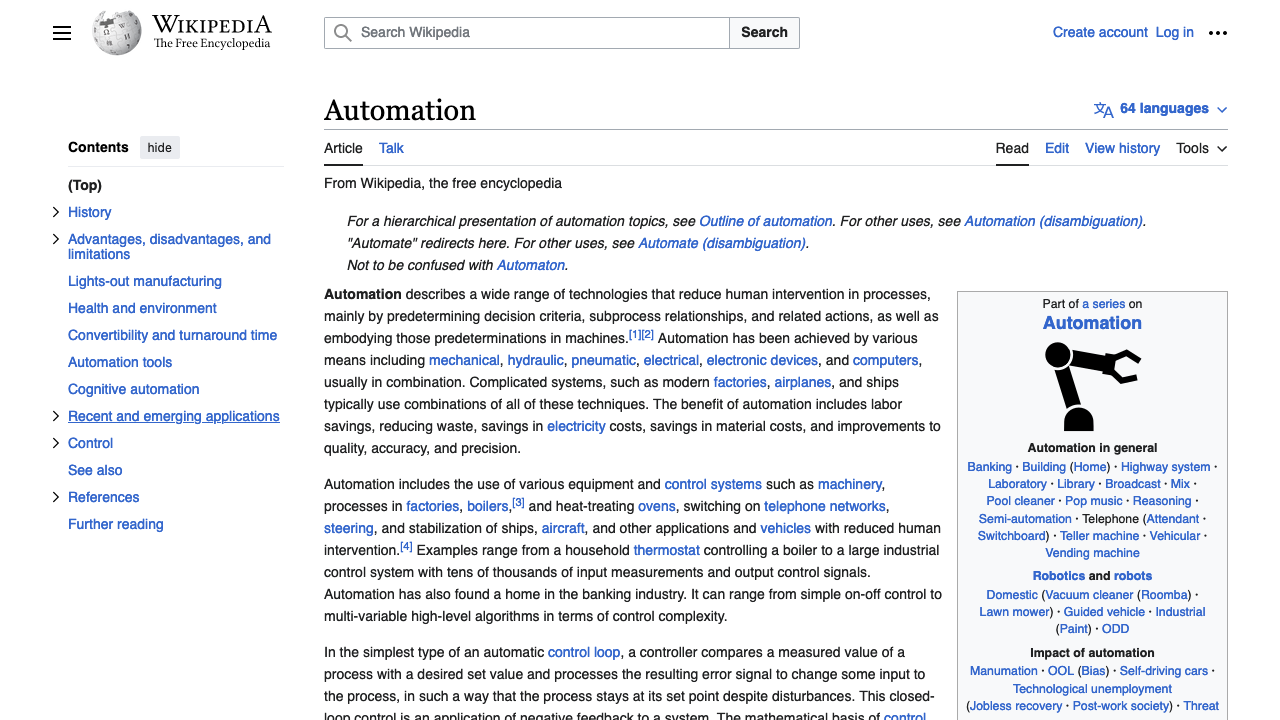 WIKIPEDIA
The Free Encyclopedia
Search Wikipedia
Search
Create account Log in
Automation
64 languages
Contents hide
Article Talk
Read Edit View history Tools
(Top)
History
Advantages, disadvantages, and
limitations
Lights-out manufacturing
Health and environment
Convertibility and turnaround time
Automation tools
Cognitive automation
Recent and emerging applications
Control
See also
References
Further reading
From Wikipedia, the free encyclopedia
For a hierarchical presentation of automation topics, see Outline of automation. For other uses, see Automation (disambiguation).
"Automate" redirects here. For other uses, see Automate (disambiguation).
Not to be confused with Automaton.
Automation describes a wide range of technologies that reduce human intervention in processes,
mainly by predetermining decision criteria, subprocess relationships, and related actions, as well as
embodying those predeterminations in machines.[1][2] Automation has been achieved by various
means including mechanical, hydraulic, pneumatic, electrical, electronic devices, and computers,
usually in combination. Complicated systems, such as modern factories, airplanes, and ships
typically use combinations of all of these techniques. The benefit of automation includes labor
savings, reducing waste, savings in electricity costs, savings in material costs, and improvements to
quality, accuracy, and precision.
Automation includes the use of various equipment and control systems such as machinery,
processes in factories, boilers,[3] and heat-treating ovens, switching on telephone networks,
steering, and stabilization of ships, aircraft, and other applications and vehicles with reduced human
intervention.[4] Examples range from a household thermostat controlling a boiler to a large industrial
control system with tens of thousands of input measurements and output control signals.
Automation has also found a home in the banking industry. It can range from simple on-off control to
multi-variable high-level algorithms in terms of control complexity.
In the simplest type of an automatic control loop, a controller compares a measured value of a
process with a desired set value and processes the resulting error signal to change some input to
the process, in such a way that the process stays at its set point despite disturbances. This closed-
loop control is an application of negative feedback to a system. The mathematical basis of control
Part of a series on
Automation
Automation in general
Banking · Building (Home) · Highway system ·
Laboratory · Library · Broadcast · Mix ·
Pool cleaner · Pop music · Reasoning ·
Semi-automation · Telephone (Attendant ·
Switchboard) · Teller machine · Vehicular ·
Vending machine
Robotics and robots
Domestic (Vacuum cleaner (Roomba) ·
Lawn mower) · Guided vehicle · Industrial
(Paint) · ODD
Impact of automation
Manumation · OOL (Bias) · Self-driving cars ·
Technological unemployment
(Jobless recovery · Post-work society) · Threat